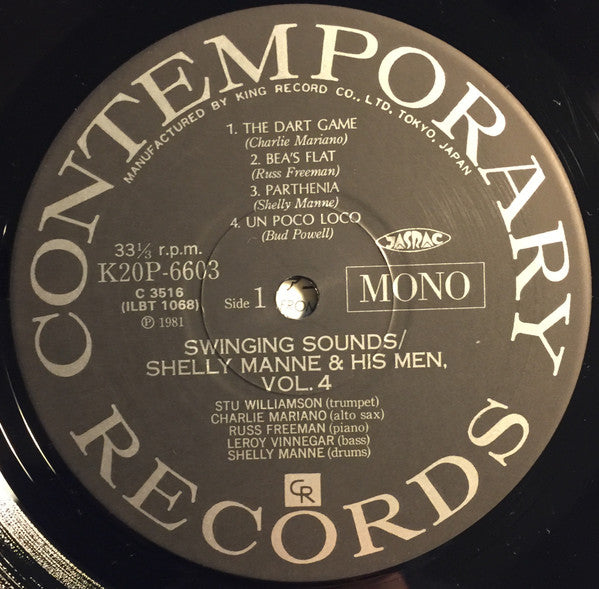 CONTEMPORARY
MANUFACTURED BY KING RECORD CO., LTD. TOKYO, JAPAN
1. THE DART GAME
(Charlie Mariano)
2. BEA'S FLAT
(Russ Freeman)
3. PARTHENIA
(Shelly Manne)
4. UN POCO LOCO
(Bud Powell)
JASRAC
33⅓ r.p.m.
K20P-6603
C 3516
(ILBT 1068)
℗ 1981
Side 1
MONO
SWINGING SOUNDS/
SHELLY MANNE & HIS MEN,
VOL. 4
STU WILLIAMSON (trumpet)
CHARLIE MARIANO (alto sax)
RUSS FREEMAN (piano)
LEROY VINNEGAR (bass)
SHELLY MANNE (drums)
CR
RECORDS